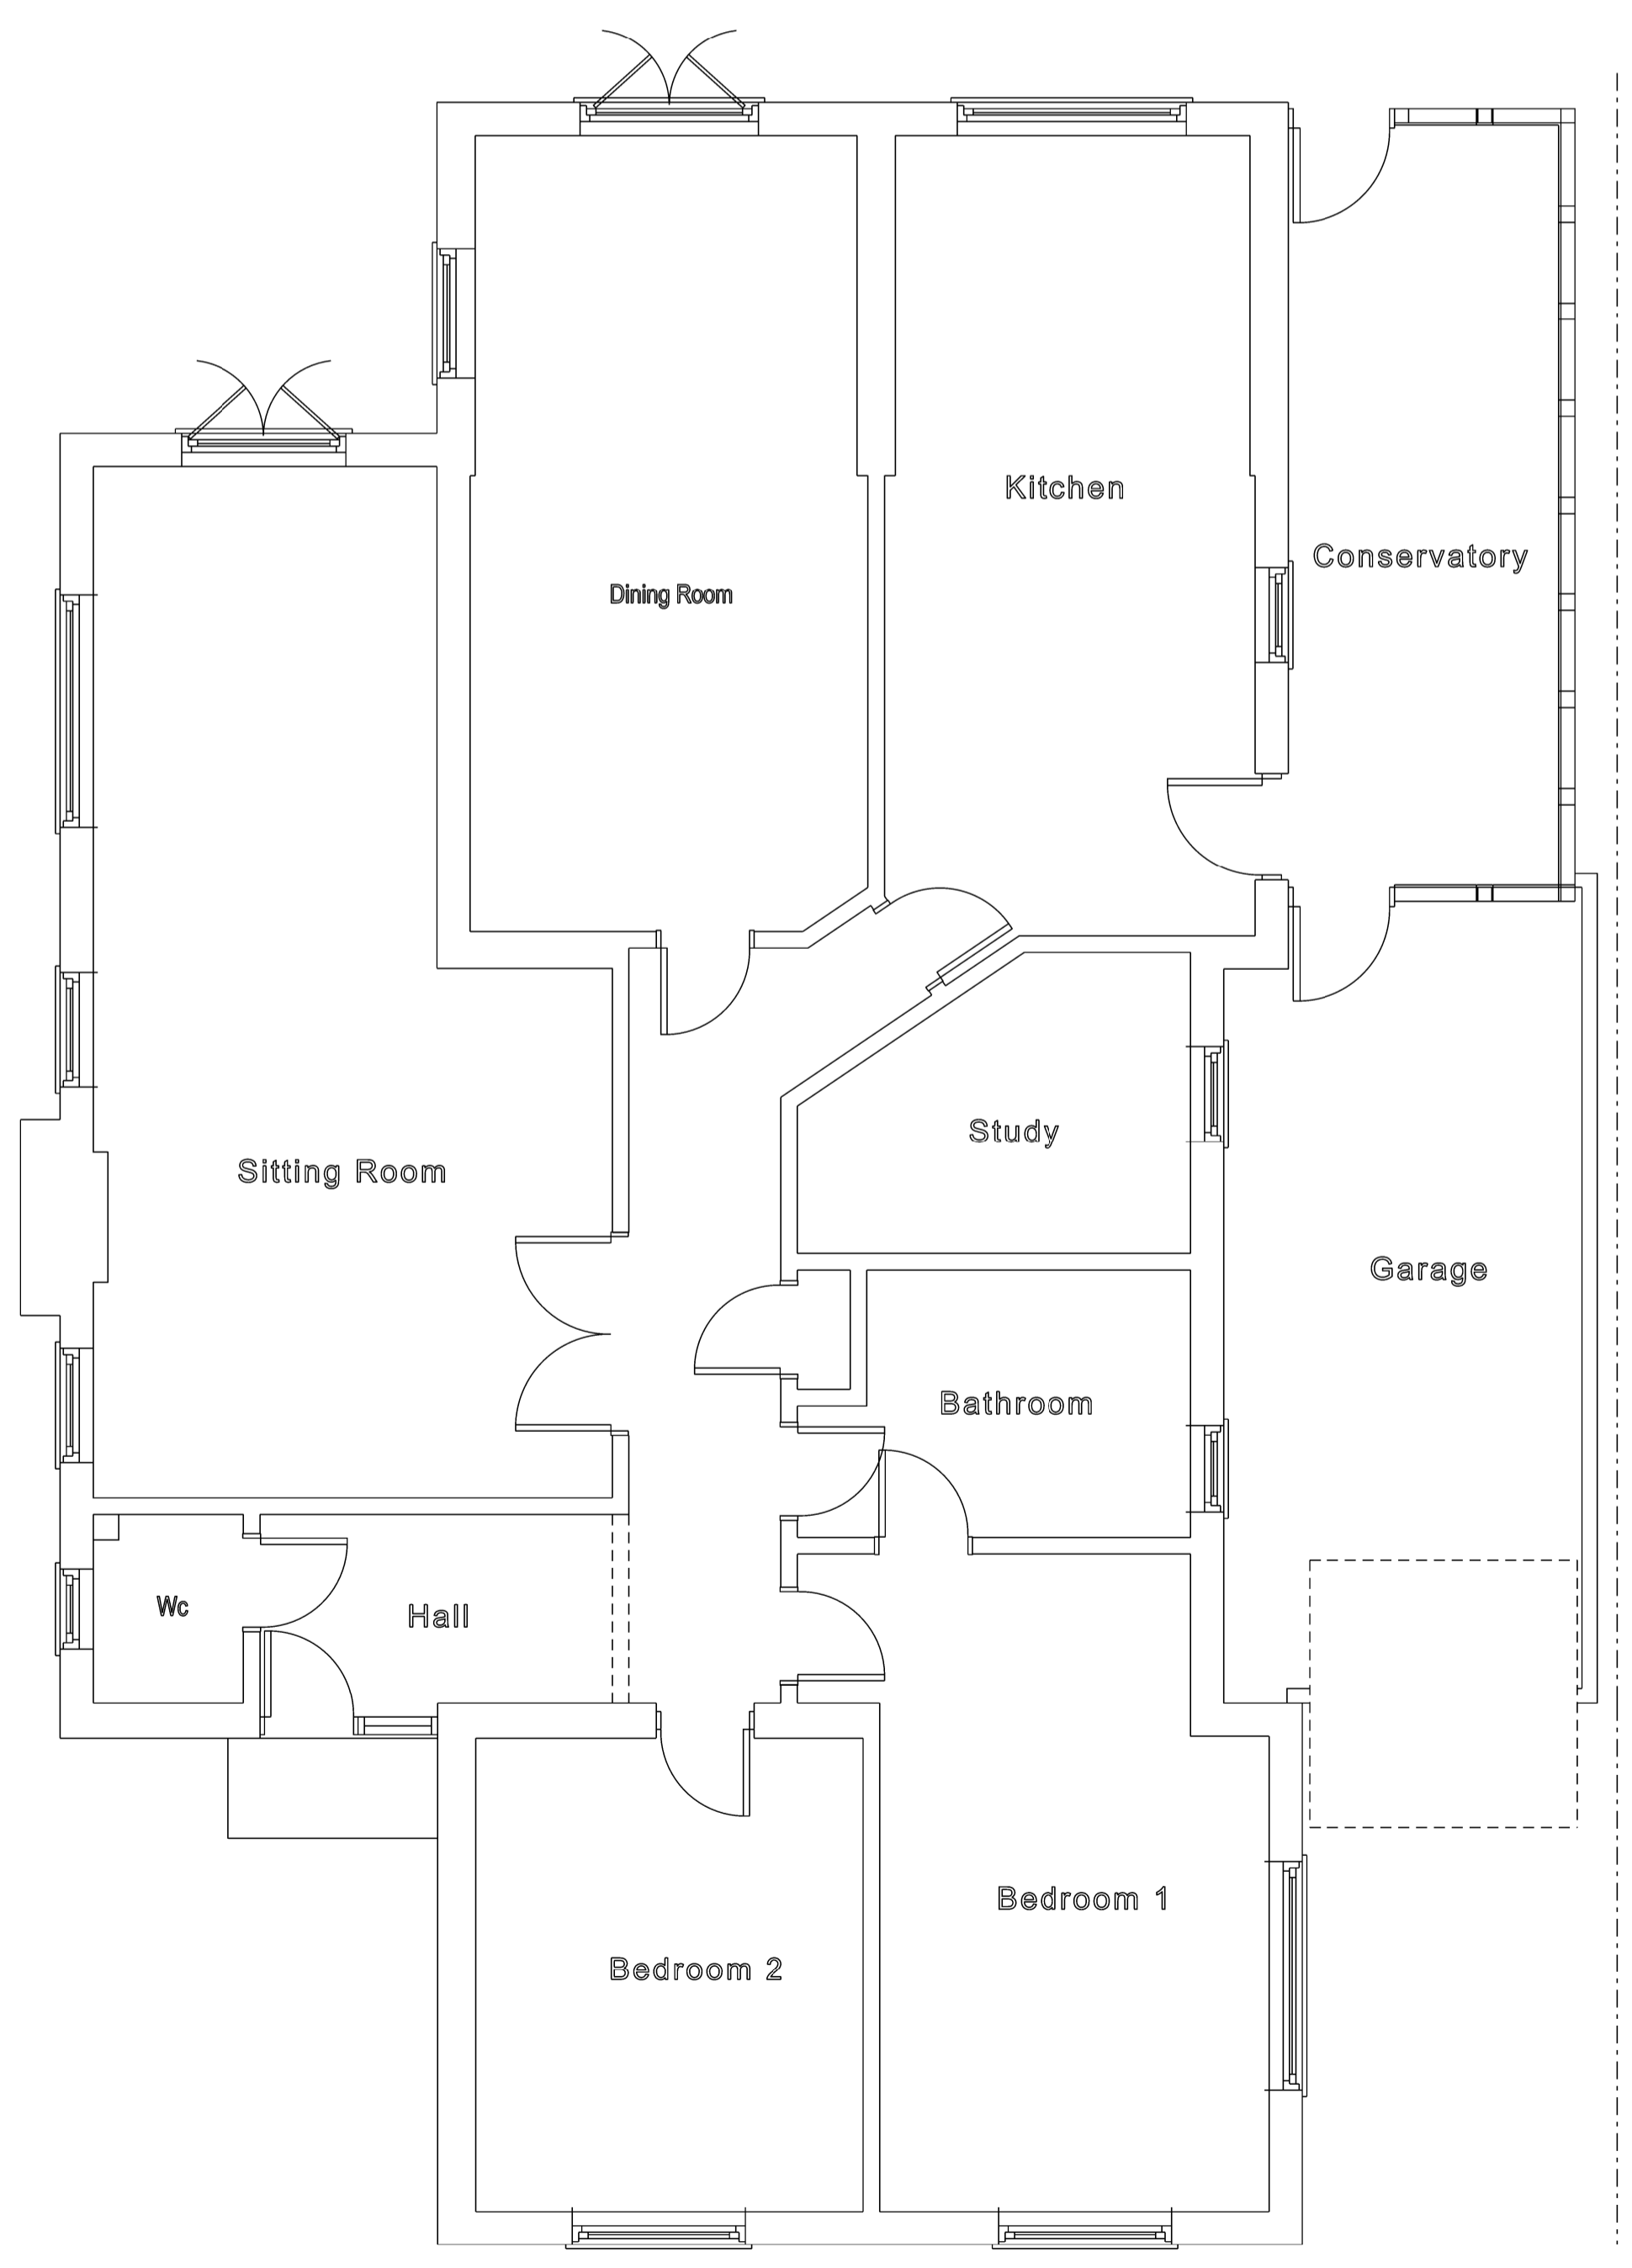 Kitchen
Conservatory
Dining Room
Study
Sitting Room
Garage
Bathroom
Wc
Hall
Bedroom 1
Bedroom 2